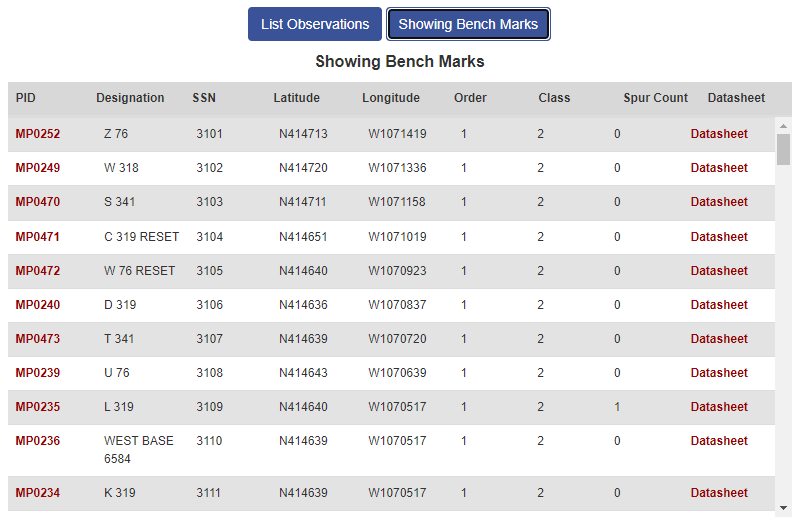 List Observations Showing Bench Marks
Showing Bench Marks
PID Designation SSN Latitude Longitude Order Class Spur Count Datasheet
MP0252 Z 76 3101 N414713 W1071419 1 2 0 Datasheet
MP0249 W 318 3102 N414720 W1071336 1 2 0 Datasheet
MP0470 S 341 3103 N414711 W1071158 1 2 0 Datasheet
MP0471 C 319 RESET 3104 N414651 W1071019 1 2 0 Datasheet
MP0472 W 76 RESET 3105 N414640 W1070923 1 2 0 Datasheet
MP0240 D 319 3106 N414636 W1070837 1 2 0 Datasheet
MP0473 T 341 3107 N414639 W1070720 1 2 0 Datasheet
MP0239 U 76 3108 N414643 W1070639 1 2 0 Datasheet
MP0235 L 319 3109 N414640 W1070517 1 2 1 Datasheet
MP0236 WEST BASE 3110 N414639 W1070517 1 2 0 Datasheet
6584
MP0234 K 319 3111 N414639 W1070517 1 2 0 Datasheet